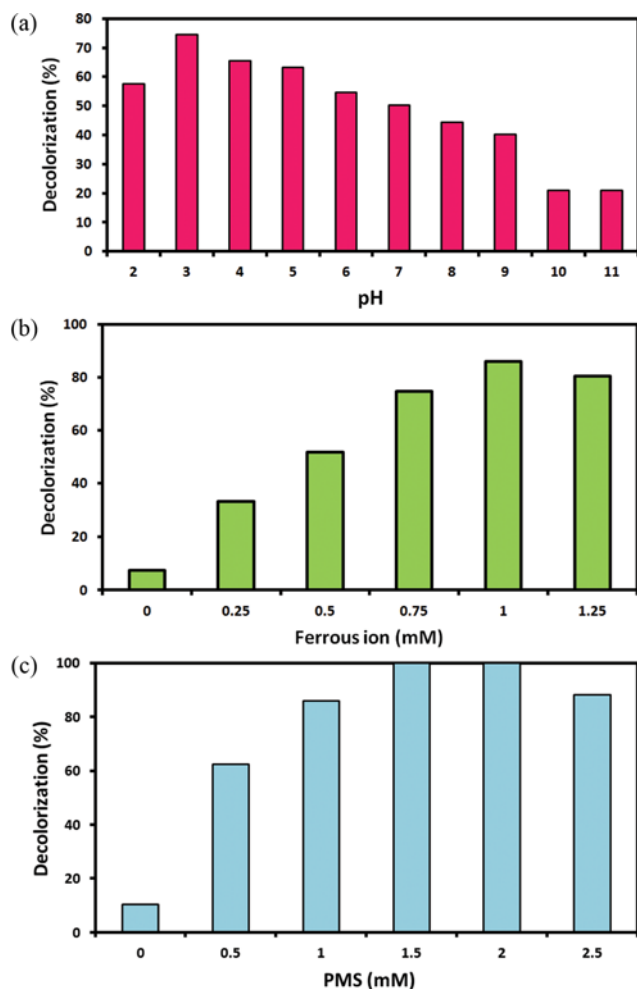 (a)
Decolorization (%)
80
70
60
50
40
30
20
10
0
2 3 4 5 6 7 8 9 10 11
pH
(b)
Decolorization (%)
100
80
60
40
20
0
0 0.25 0.5 0.75 1 1.25
Ferrous ion (mM)
(c)
Decolorization (%)
100
80
60
40
20
0
0 0.5 1 1.5 2 2.5
PMS (mM)